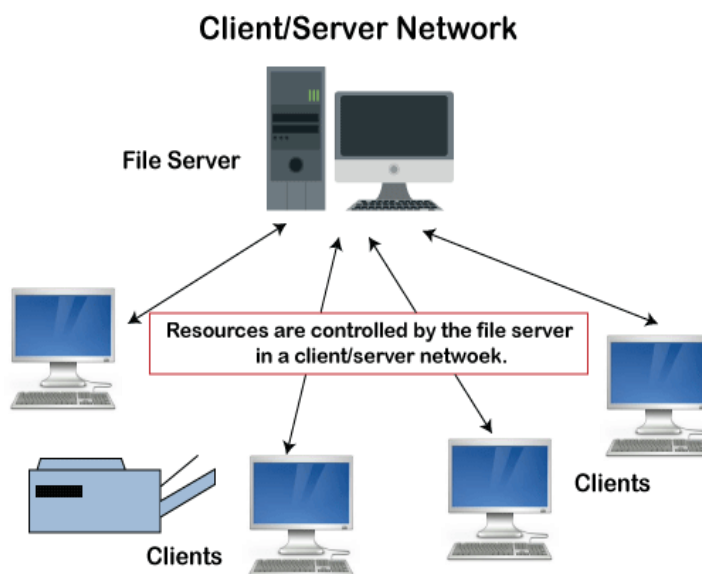 Client/Server Network
File Server
Resources are controlled by the file server
in a client/server netwoek.
Clients
Clients